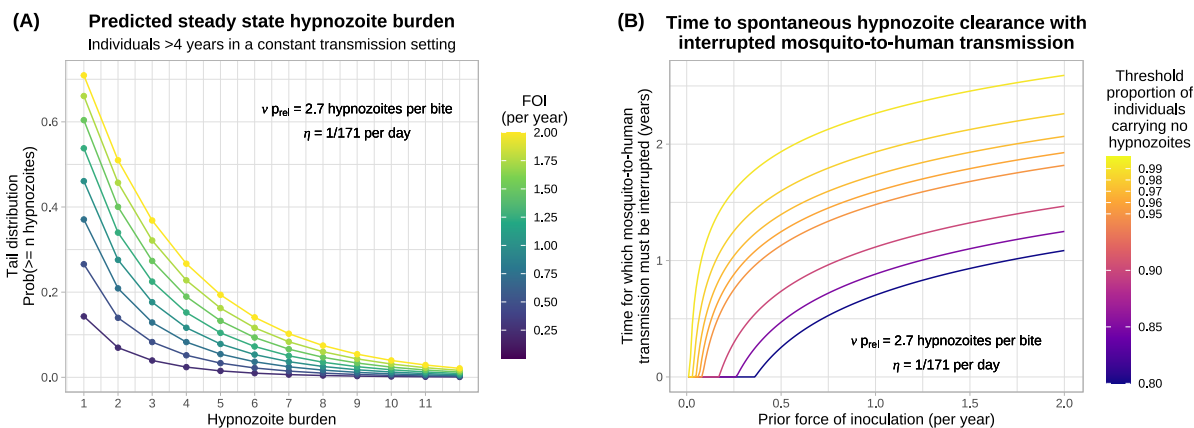 (A)
Predicted steady state hypnozoite burden
Individuals >4 years in a constant transmission setting
Tail distribution
Prob(>= n hypnozoites)
0.6
0.4
0.2
0.0
ν prel = 2.7 hypnozoites per bite
η = 1/171 per day
1 2 3 4 5 6 7 8 9 10 11
Hypnozoite burden
FOI
(per year)
2.00
1.75
1.50
1.25
1.00
0.75
0.50
0.25
(B)
Time to spontaneous hypnozoite clearance with
interrupted mosquito-to-human transmission
Time for which mosquito-to-human
transmission must be interrupted (years)
2
1
0
ν prel = 2.7 hypnozoites per bite
η = 1/171 per day
0.0 0.5 1.0 1.5 2.0
Prior force of inoculation (per year)
Threshold
proportion of
individuals
carrying no
hypnozoites
0.99
0.98
0.97
0.96
0.95
0.90
0.85
0.80